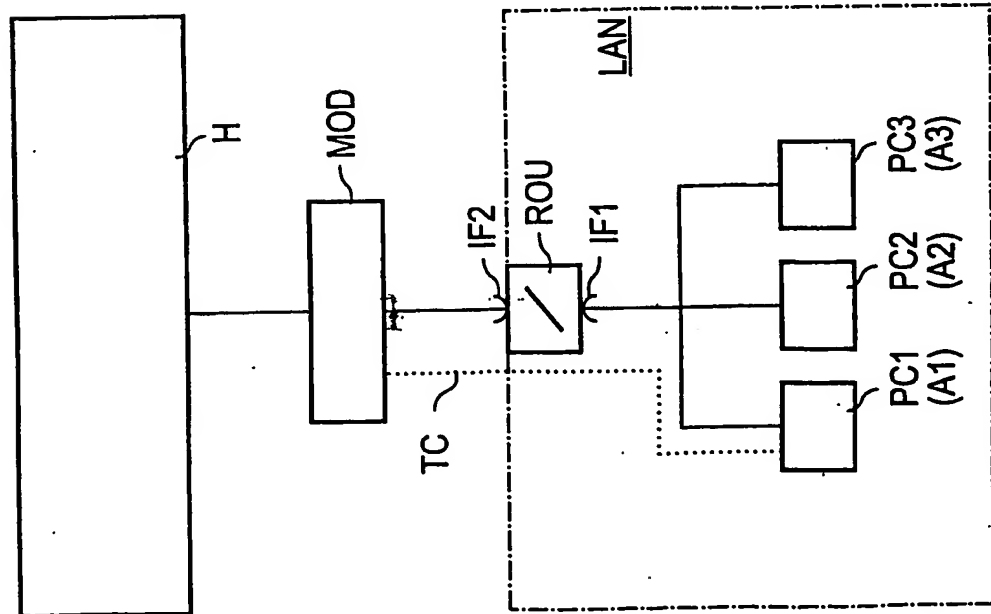 H
MOD
IF2
ROU
LAN
IF1
TC
PC1
(A1)
PC2
(A2)
PC3
(A3)